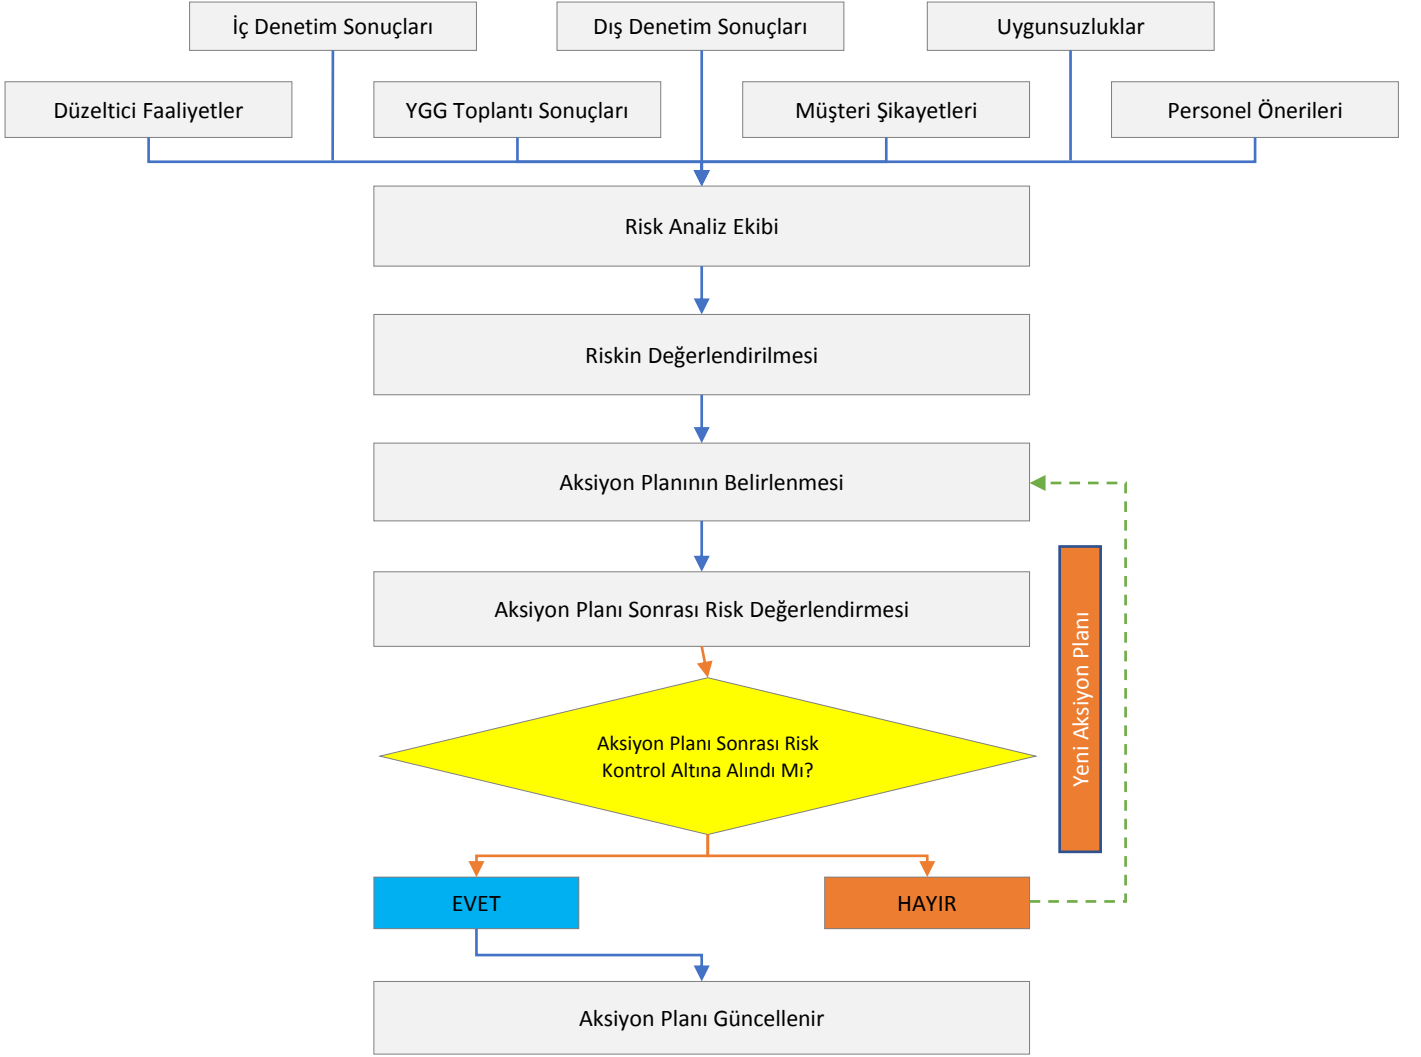 İç Denetim Sonuçları
Dış Denetim Sonuçları
Uygunsuzluklar
Düzeltici Faaliyetler
YGG Toplantı Sonuçları
Müşteri Şikayetleri
Personel Önerileri
Risk Analiz Ekibi
Riskin Değerlendirilmesi
Aksiyon Planının Belirlenmesi
Aksiyon Planı Sonrası Risk Değerlendirmesi
Yeni Aksiyon Planı
Aksiyon Planı Sonrası Risk
Kontrol Altına Alındı Mı?
EVET
HAYIR
Aksiyon Planı Güncellenir